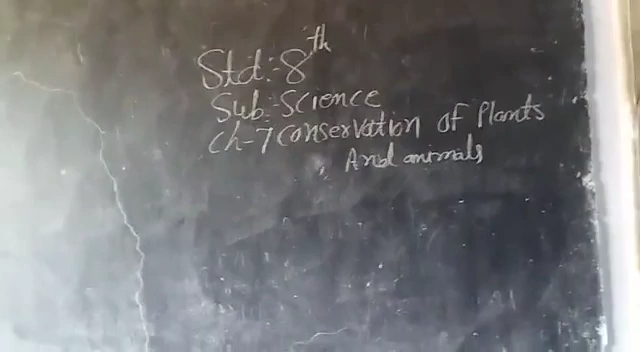 Std:- 8th
Sub:- Science
Ch-7 Conservation of Plants
And animals